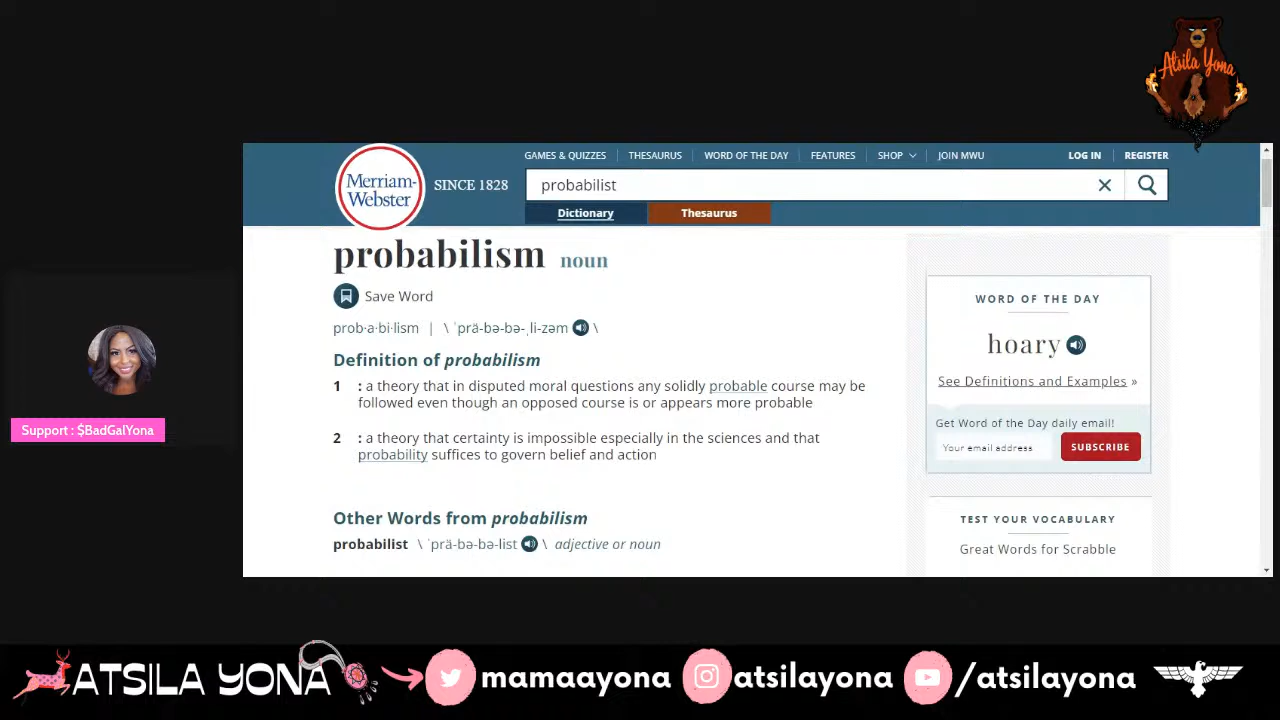 Atsila Yona
GAMES & QUIZZES THESAURUS WORD OF THE DAY FEATURES SHOP JOIN MWU LOG IN REGISTER
Merriam-
Webster
SINCE 1828
probabilist
Dictionary Thesaurus
probabilism noun
Save Word
prob·a·bi·lism | \ ˈprä-bə-bə-ˌli-zəm \
Definition of probabilism
1 : a theory that in disputed moral questions any solidly probable course may be
followed even though an opposed course is or appears more probable
2 : a theory that certainty is impossible especially in the sciences and that
probability suffices to govern belief and action
Other Words from probabilism
probabilist \ ˈprä-bə-bə-list \ adjective or noun
WORD OF THE DAY
hoary
See Definitions and Examples »
Get Word of the Day daily email!
Your email address SUBSCRIBE
TEST YOUR VOCABULARY
Great Words for Scrabble
Support : $BadGalYona
ATSILA YONA mamaayona atsilayona /atsilayona